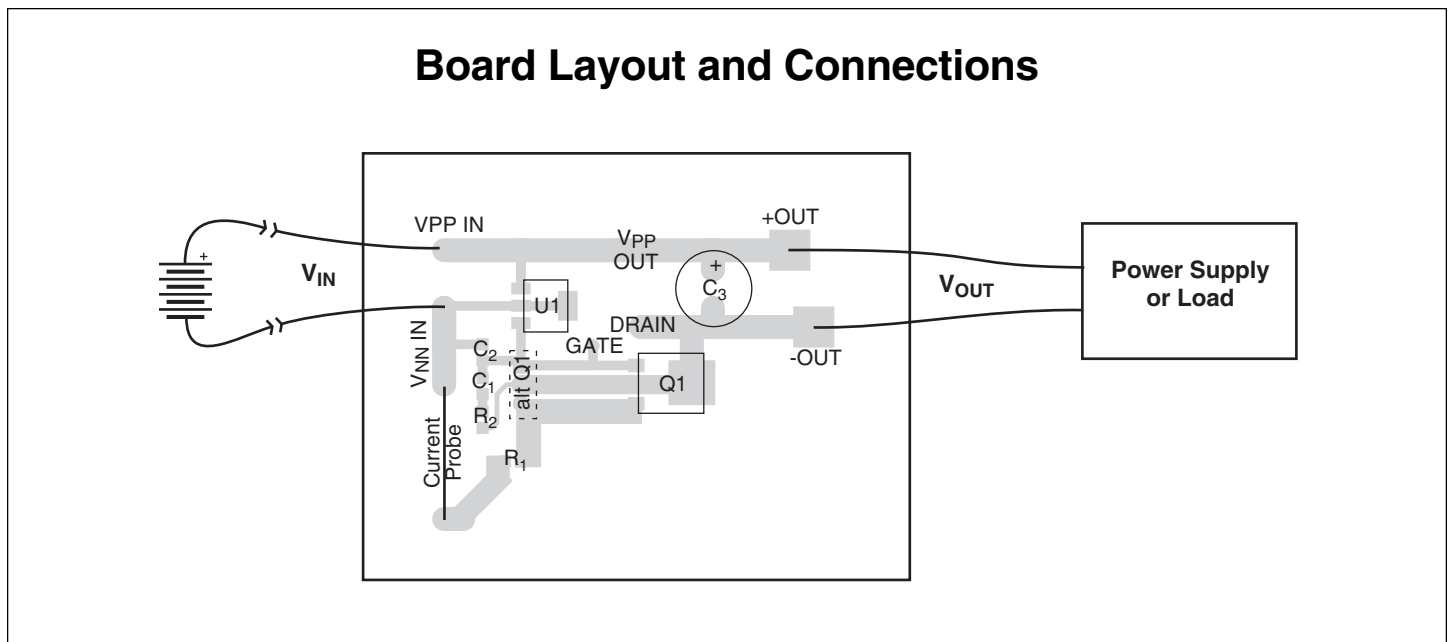 Board Layout and Connections
VPP IN
VPP
OUT
+OUT
+
VIN
U1
+
C3
VOUT
Power Supply
or Load
VNN IN
DRAIN
GATE
-OUT
C2
C1
R2
alt Q1
Q1
R1
Current
Probe